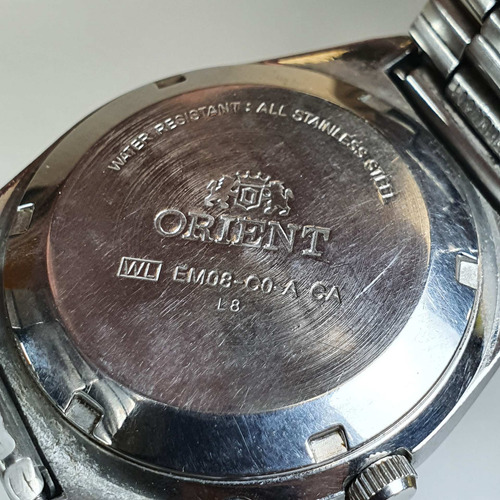 WATER RESISTANT : ALL STAINLESS STEEL
ORIENT
WL EM08-C0-A CA
L8